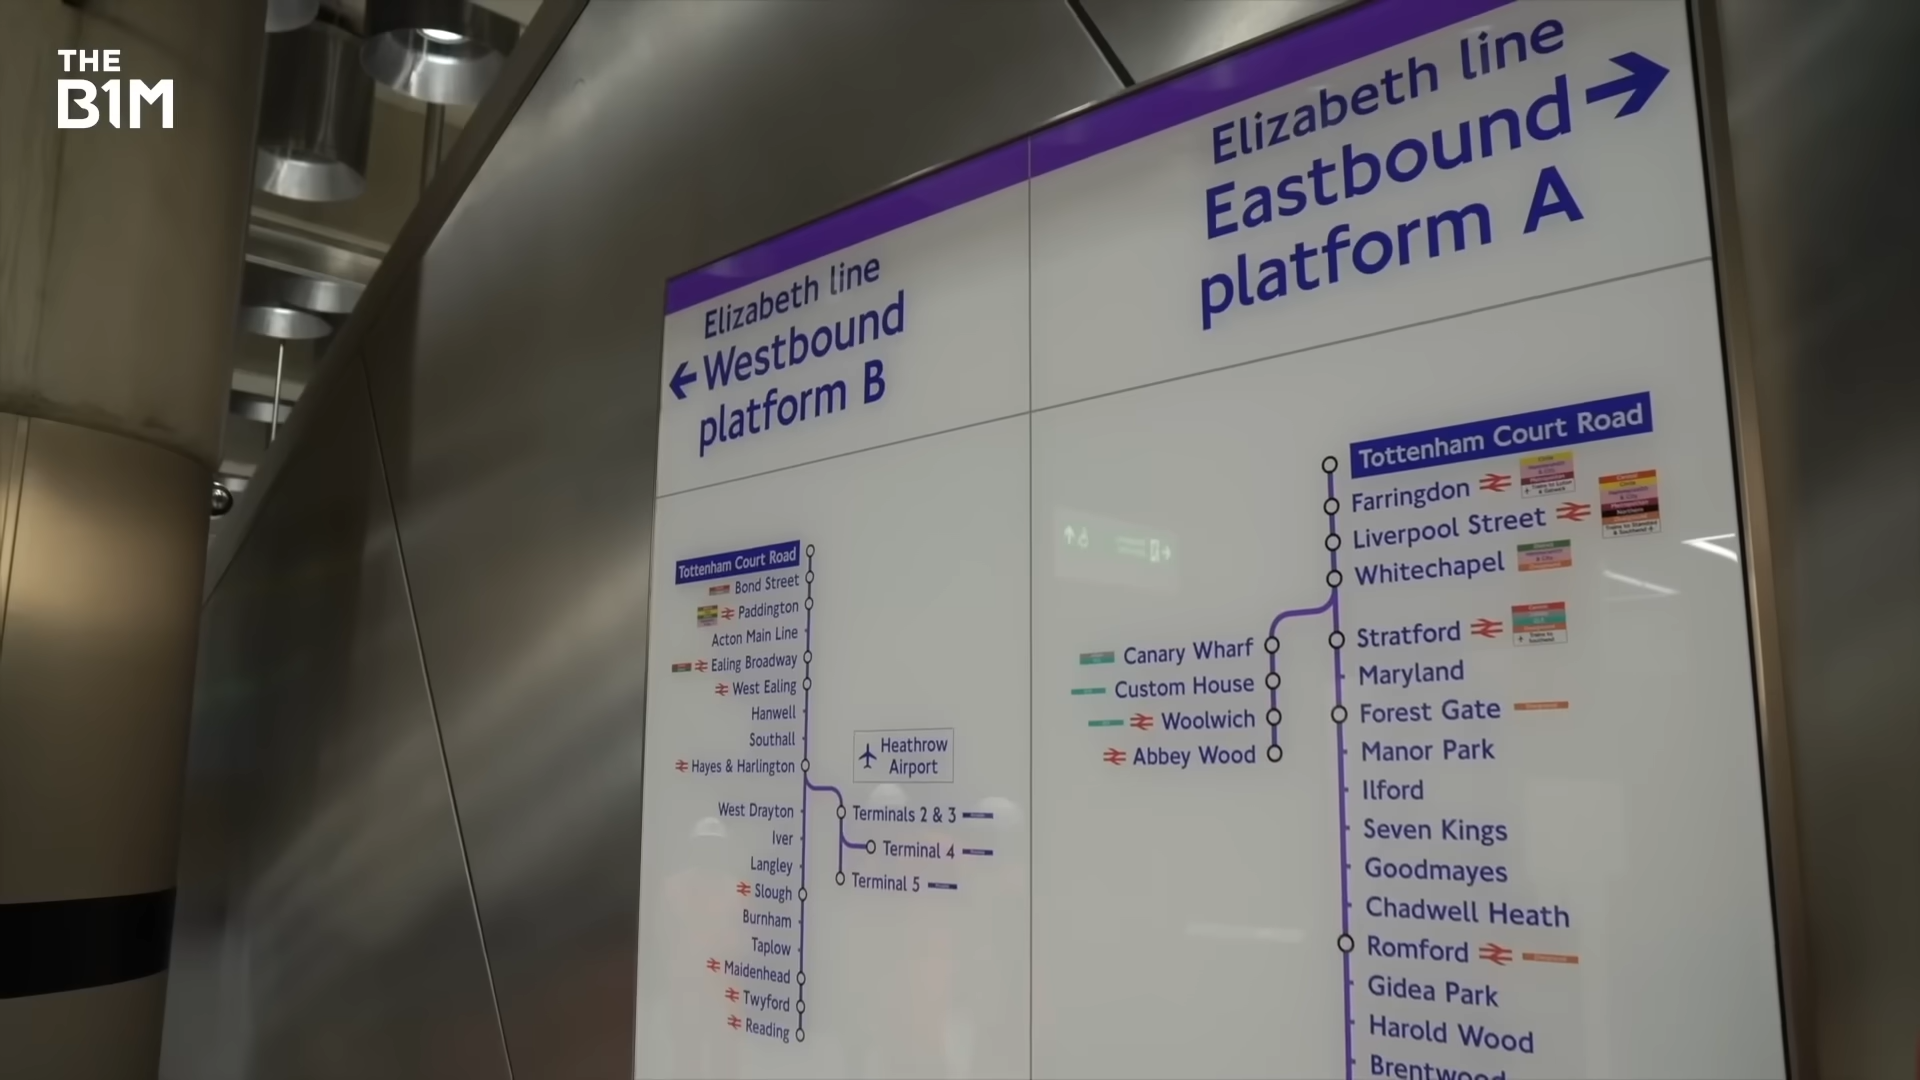 THE
B1M
Elizabeth line
Westbound
platform B
Elizabeth line
Eastbound
platform A
Tottenham Court Road
Bond Street
Paddington
Acton Main Line
Ealing Broadway
West Ealing
Hanwell
Southall
Hayes & Harlington
West Drayton
Iver
Langley
Slough
Burnham
Taplow
Maidenhead
Twyford
Reading
Heathrow
Airport
Terminals 2 & 3
Terminal 4
Terminal 5
Tottenham Court Road
Farringdon
Liverpool Street
Whitechapel
Canary Wharf
Custom House
Woolwich
Abbey Wood
Stratford
Maryland
Forest Gate
Manor Park
Ilford
Seven Kings
Goodmayes
Chadwell Heath
Romford
Gidea Park
Harold Wood
Brentwood